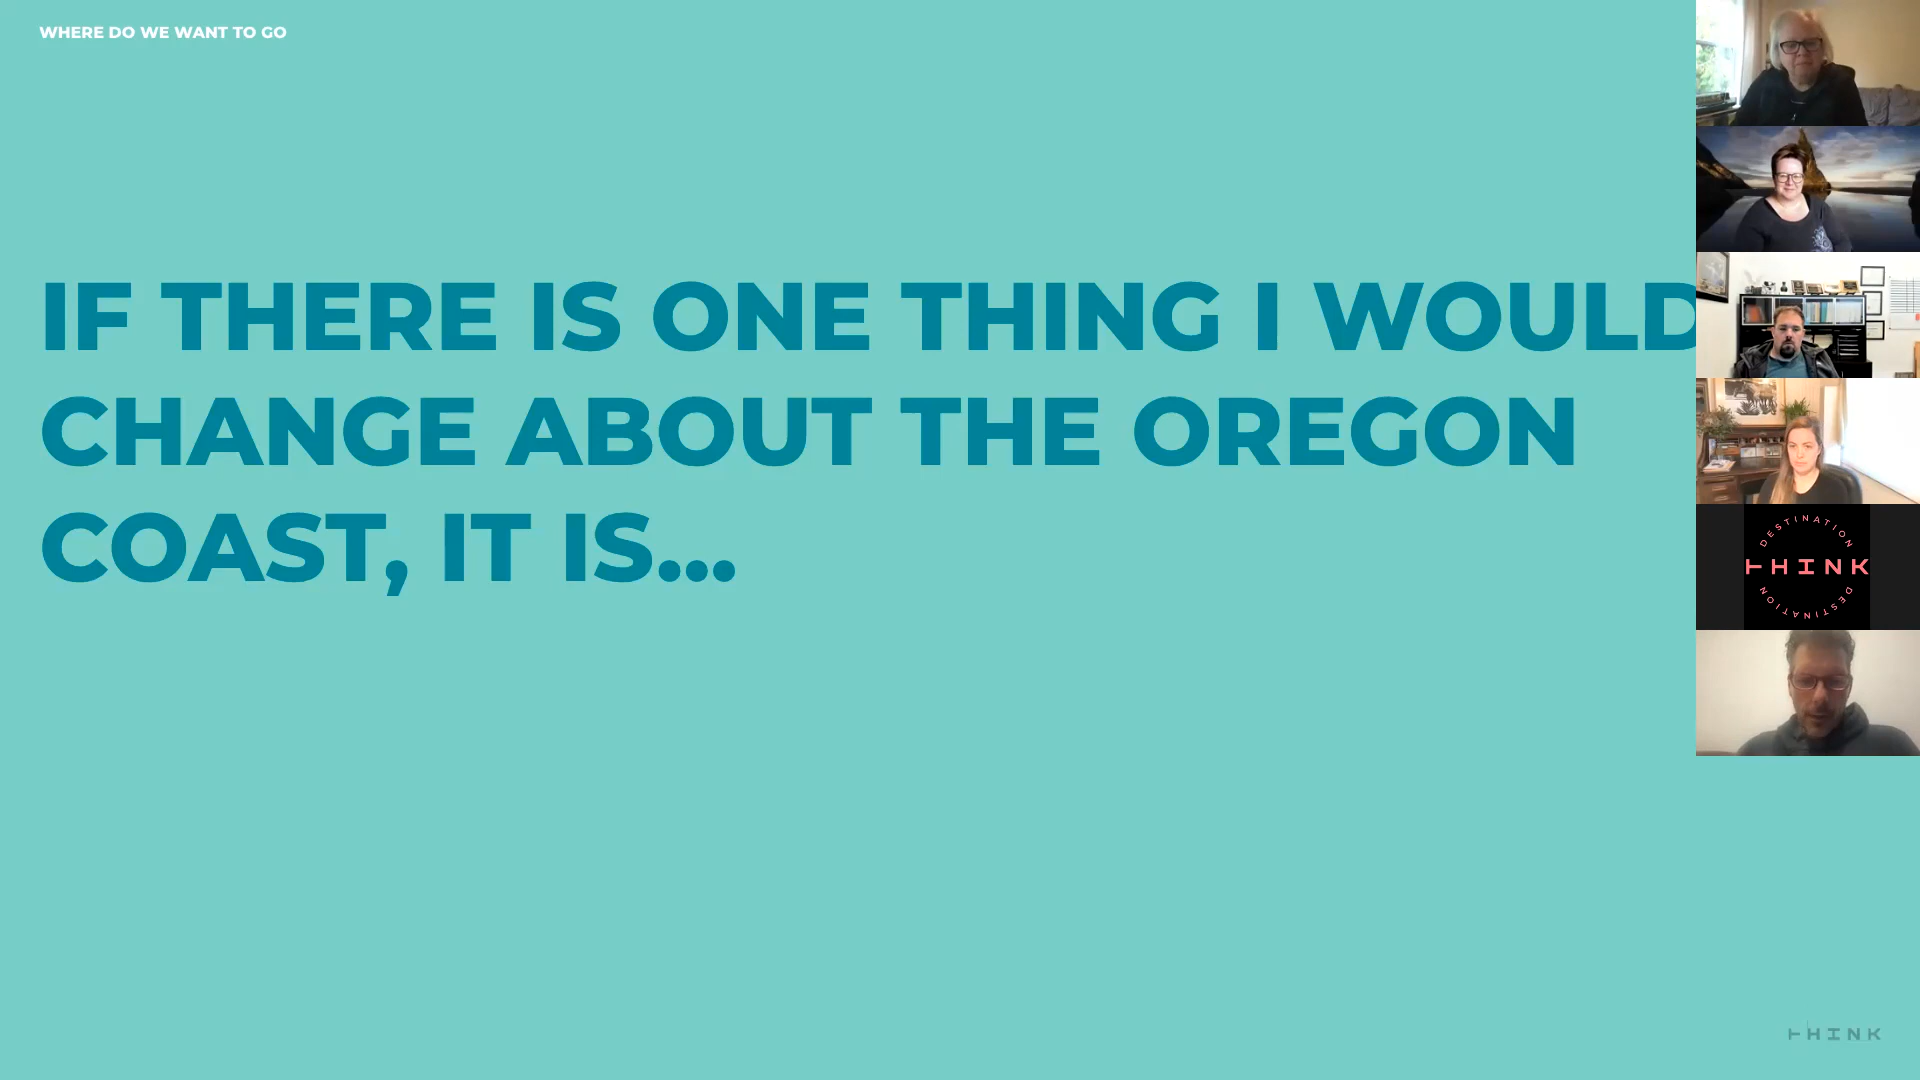 WHERE DO WE WANT TO GO
IF THERE IS ONE THING I WOULD
CHANGE ABOUT THE OREGON
COAST, IT IS...
DESTINATION
THINK
DESTINATION
THINK